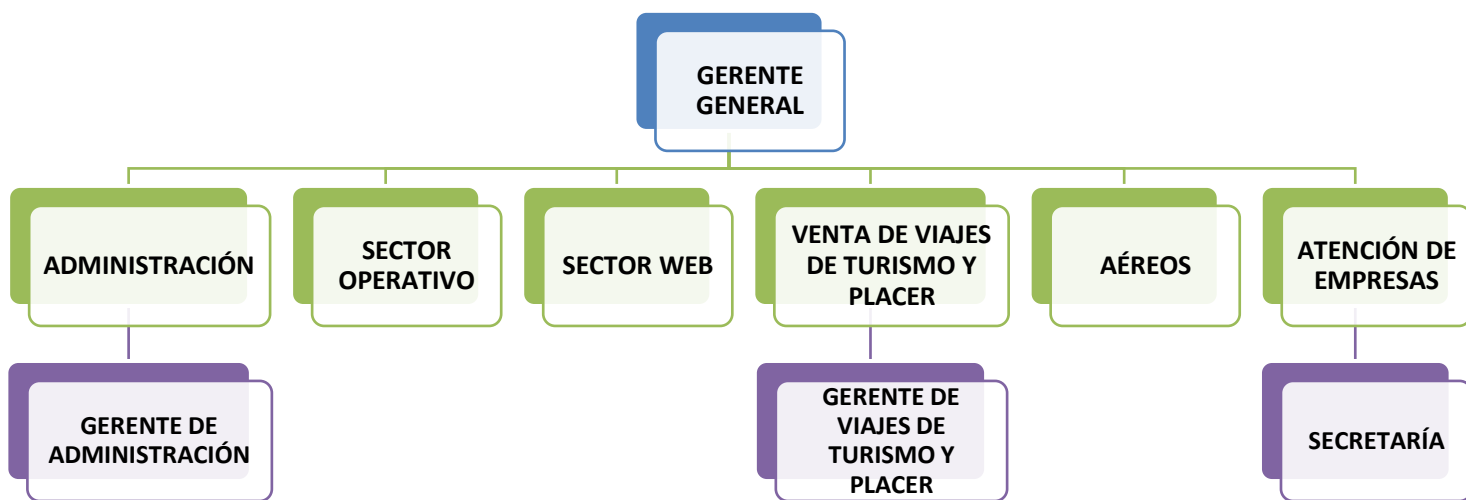 GERENTE
GENERAL
ADMINISTRACIÓN
SECTOR
OPERATIVO
SECTOR WEB
VENTA DE VIAJES
DE TURISMO Y
PLACER
AÉREOS
ATENCIÓN DE
EMPRESAS
GERENTE DE
ADMINISTRACIÓN
GERENTE DE
VIAJES DE
TURISMO Y
PLACER
SECRETARÍA